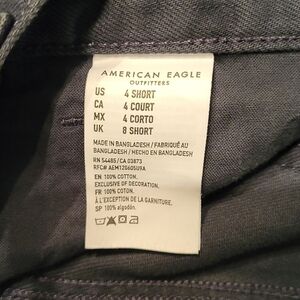 AMERICAN EAGLE
OUTFITTERS
US 4 SHORT
CA 4 COURT
MX 4 CORTO
UK 8 SHORT
MADE IN BANGLADESH / FABRIQUÉ AU
BANGLADESH / HECHO EN BANGLADESH
RN 54485/CA 03873
RFC# AEM120605U9A
EN 100% COTTON.
EXCLUSIVE OF DECORATION.
FR 100% COTON.
À L'EXCEPTION DE LA GARNITURE.
SP 100% algodón.